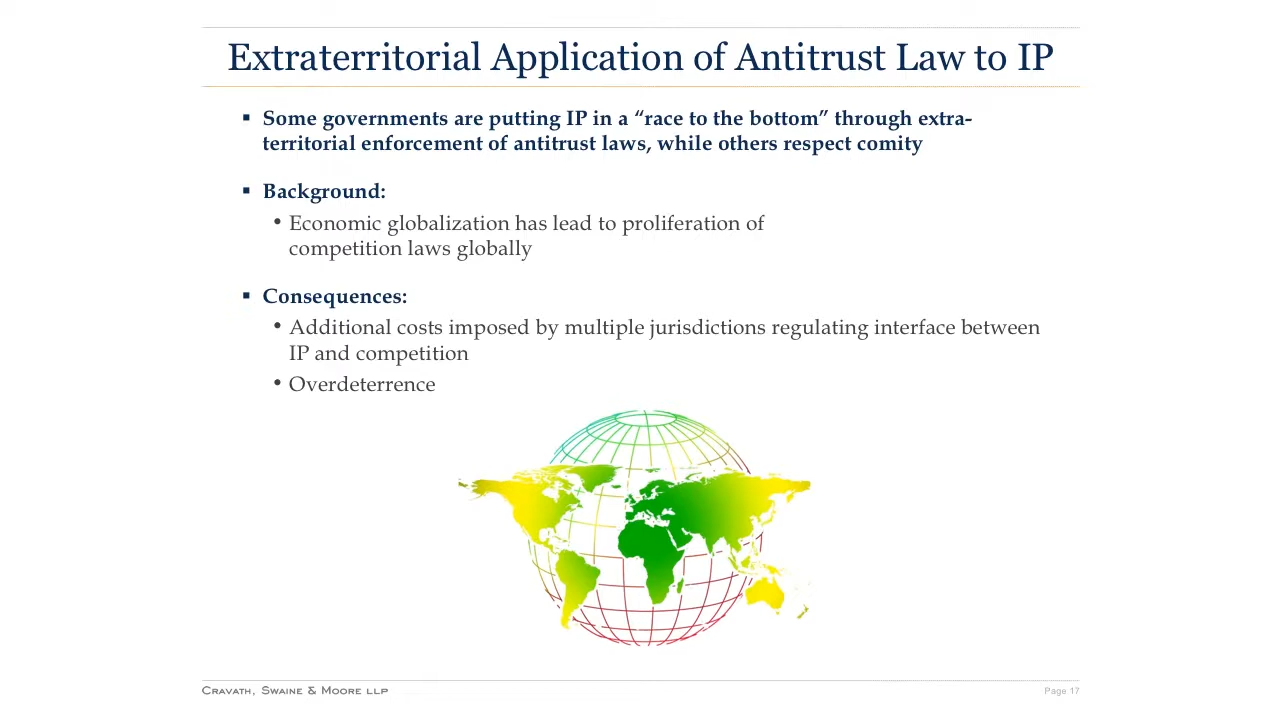 Extraterritorial Application of Antitrust Law to IP
▪ Some governments are putting IP in a “race to the bottom” through extra-
territorial enforcement of antitrust laws, while others respect comity
▪ Background:
• Economic globalization has lead to proliferation of
competition laws globally
▪ Consequences:
• Additional costs imposed by multiple jurisdictions regulating interface between
IP and competition
• Overdeterrence
CRAVATH, SWAINE & MOORE LLP
Page 17